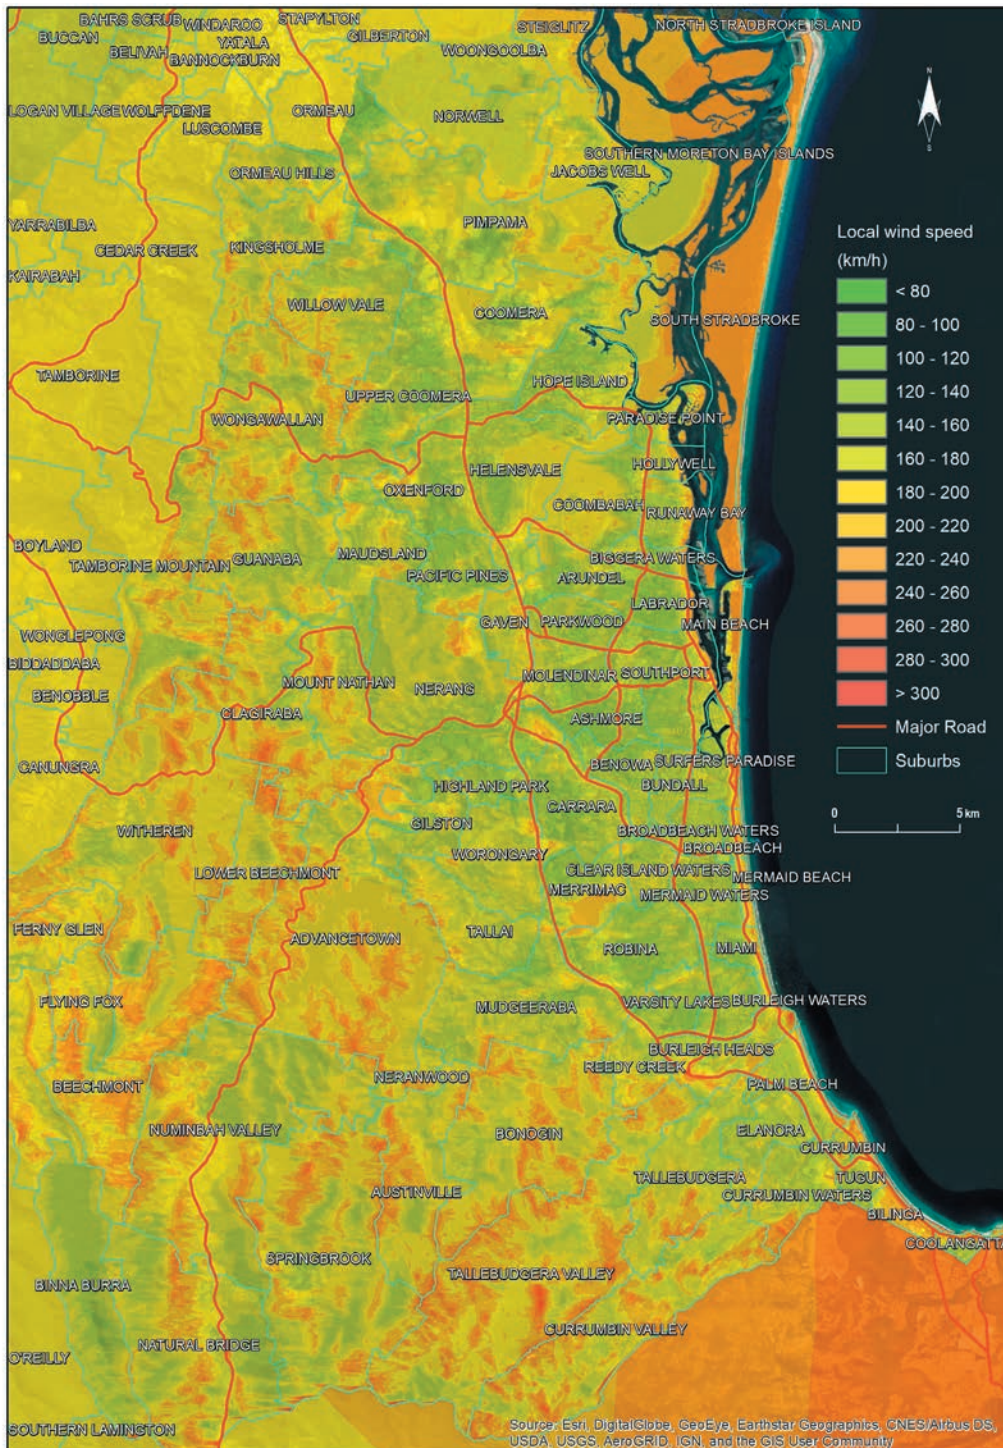 BAHRS SCRUB
WINDAROO
STAPYLTON
STEIGLITZ
NORTH STRADBROKE ISLAND
BUCCAN
BELIVAH
YATALA
GILBERTON
WOONGOOLBA
BANNOCKBURN
LOGAN VILLAGE
WOLFFDENE
ORMEAU
NORWELL
LUSCOMBE
SOUTHERN MORETON BAY ISLANDS
ORMEAU HILLS
JACOBS WELL
YARRABILBA
PIMPAMA
CEDAR CREEK
KINGSHOLME
KAIRABAH
WILLOW VALE
COOMERA
SOUTH STRADBROKE
TAMBORINE
UPPER COOMERA
HOPE ISLAND
WONGAWALLAN
PARADISE POINT
HELENSVALE
HOLLYWELL
OXENFORD
COOMBABAH
RUNAWAY BAY
BOYLAND
TAMBORINE MOUNTAIN
GUANABA
MAUDSLAND
BIGGERA WATERS
PACIFIC PINES
ARUNDEL
LABRADOR
WONGLEPONG
GAVEN
PARKWOOD
MAIN BEACH
BIDDADDABA
MOLENDINAR
SOUTHPORT
BENOBBLE
MOUNT NATHAN
NERANG
CLAGIRABA
ASHMORE
CANUNGRA
BENOWA
SURFERS PARADISE
HIGHLAND PARK
BUNDALL
CARRARA
WITHEREN
GILSTON
BROADBEACH WATERS
WORONGARY
BROADBEACH
LOWER BEECHMONT
CLEAR ISLAND WATERS
MERMAID BEACH
MERRIMAC
MERMAID WATERS
FERNY GLEN
ADVANCETOWN
TALLAI
ROBINA
MIAMI
FLYING FOX
MUDGEERABA
VARSITY LAKES
BURLEIGH WATERS
BURLEIGH HEADS
REEDY CREEK
BEECHMONT
NERANWOOD
PALM BEACH
NUMINBAH VALLEY
BONOGIN
ELANORA
CURRUMBIN
TALLEBUDGERA
TUGUN
AUSTINVILLE
CURRUMBIN WATERS
BILINGA
COOLANGATTA
SPRINGBROOK
TALLEBUDGERA VALLEY
BINNA BURRA
CURRUMBIN VALLEY
NATURAL BRIDGE
O'REILLY
SOUTHERN LAMINGTON
N
S
Local wind speed
(km/h)
< 80
80 - 100
100 - 120
120 - 140
140 - 160
160 - 180
180 - 200
200 - 220
220 - 240
240 - 260
260 - 280
280 - 300
> 300
Major Road
Suburbs
0 5 km
Source: Esri, DigitalGlobe, GeoEye, Earthstar Geographics, CNES/Airbus DS,
USDA, USGS, AeroGRID, IGN, and the GIS User Community